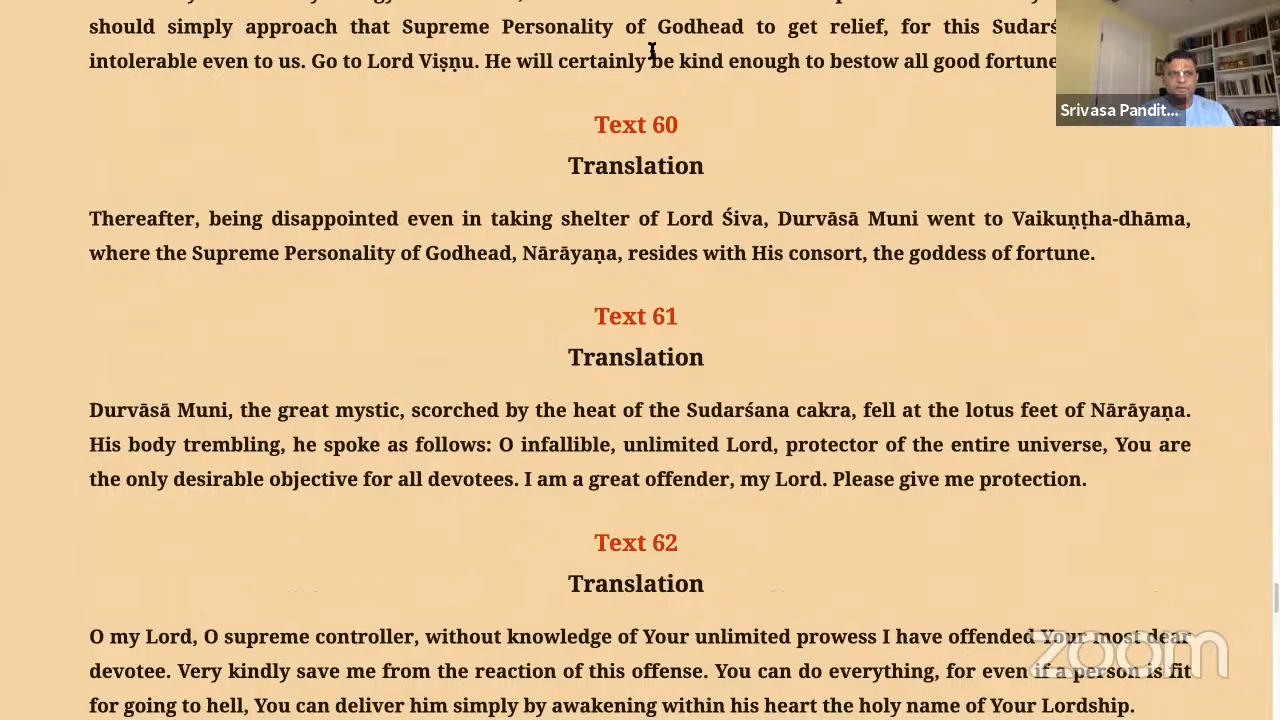 should simply approach that Supreme Personality of Godhead to get relief, for this
intolerable even to us. Go to Lord Viṣṇu. He will certainly be kind enough to bestow all good fortune
Srivasa Pandit...
Text 60
Translation
Thereafter, being disappointed even in taking shelter of Lord Śiva, Durvāsā Muni went to Vaikuṇṭha-dhāma,
where the Supreme Personality of Godhead, Nārāyaṇa, resides with His consort, the goddess of fortune.
Text 61
Translation
Durvāsā Muni, the great mystic, scorched by the heat of the Sudarśana cakra, fell at the lotus feet of Nārāyaṇa.
His body trembling, he spoke as follows: O infallible, unlimited Lord, protector of the entire universe, You are
the only desirable objective for all devotees. I am a great offender, my Lord. Please give me protection.
Text 62
Translation
O my Lord, O supreme controller, without knowledge of Your unlimited prowess I have offended Your most dear
devotee. Very kindly save me from the reaction of this offense. You can do everything, for even if a person is fit
for going to hell, You can deliver him simply by awakening within his heart the holy name of Your Lordship.
zoom